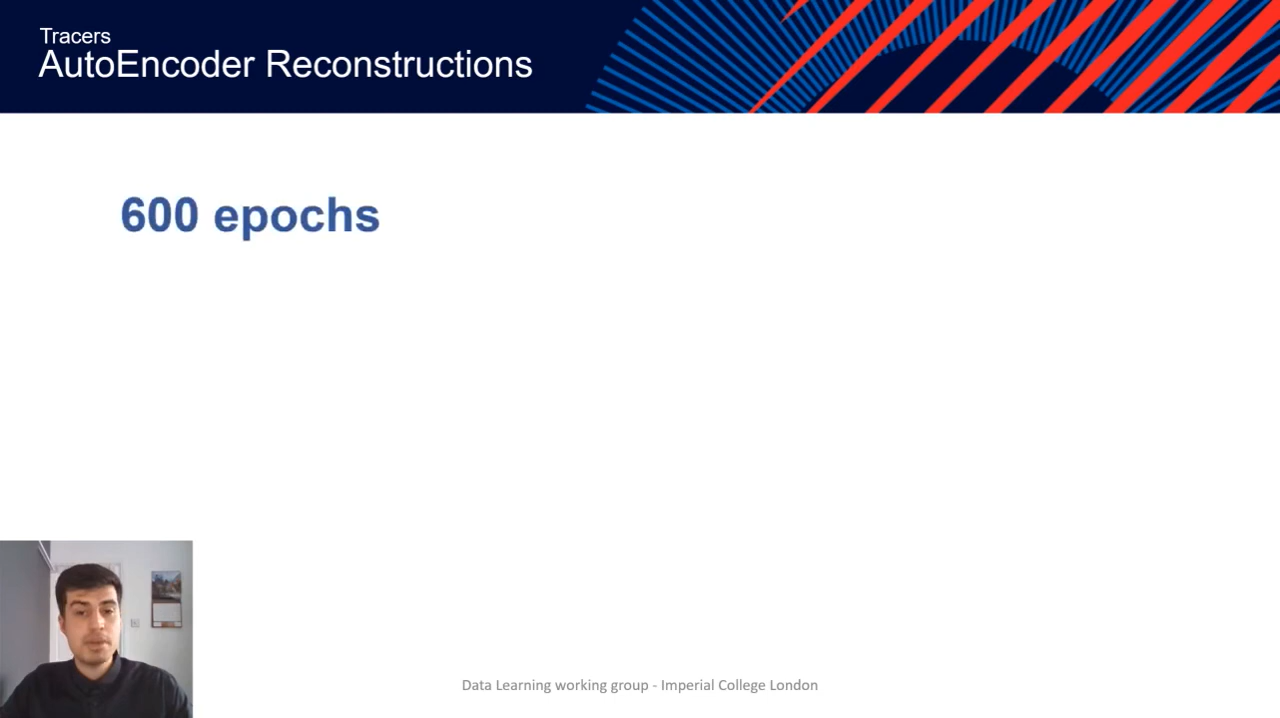 Tracers
AutoEncoder Reconstructions
600 epochs
Data Learning working group - Imperial College London